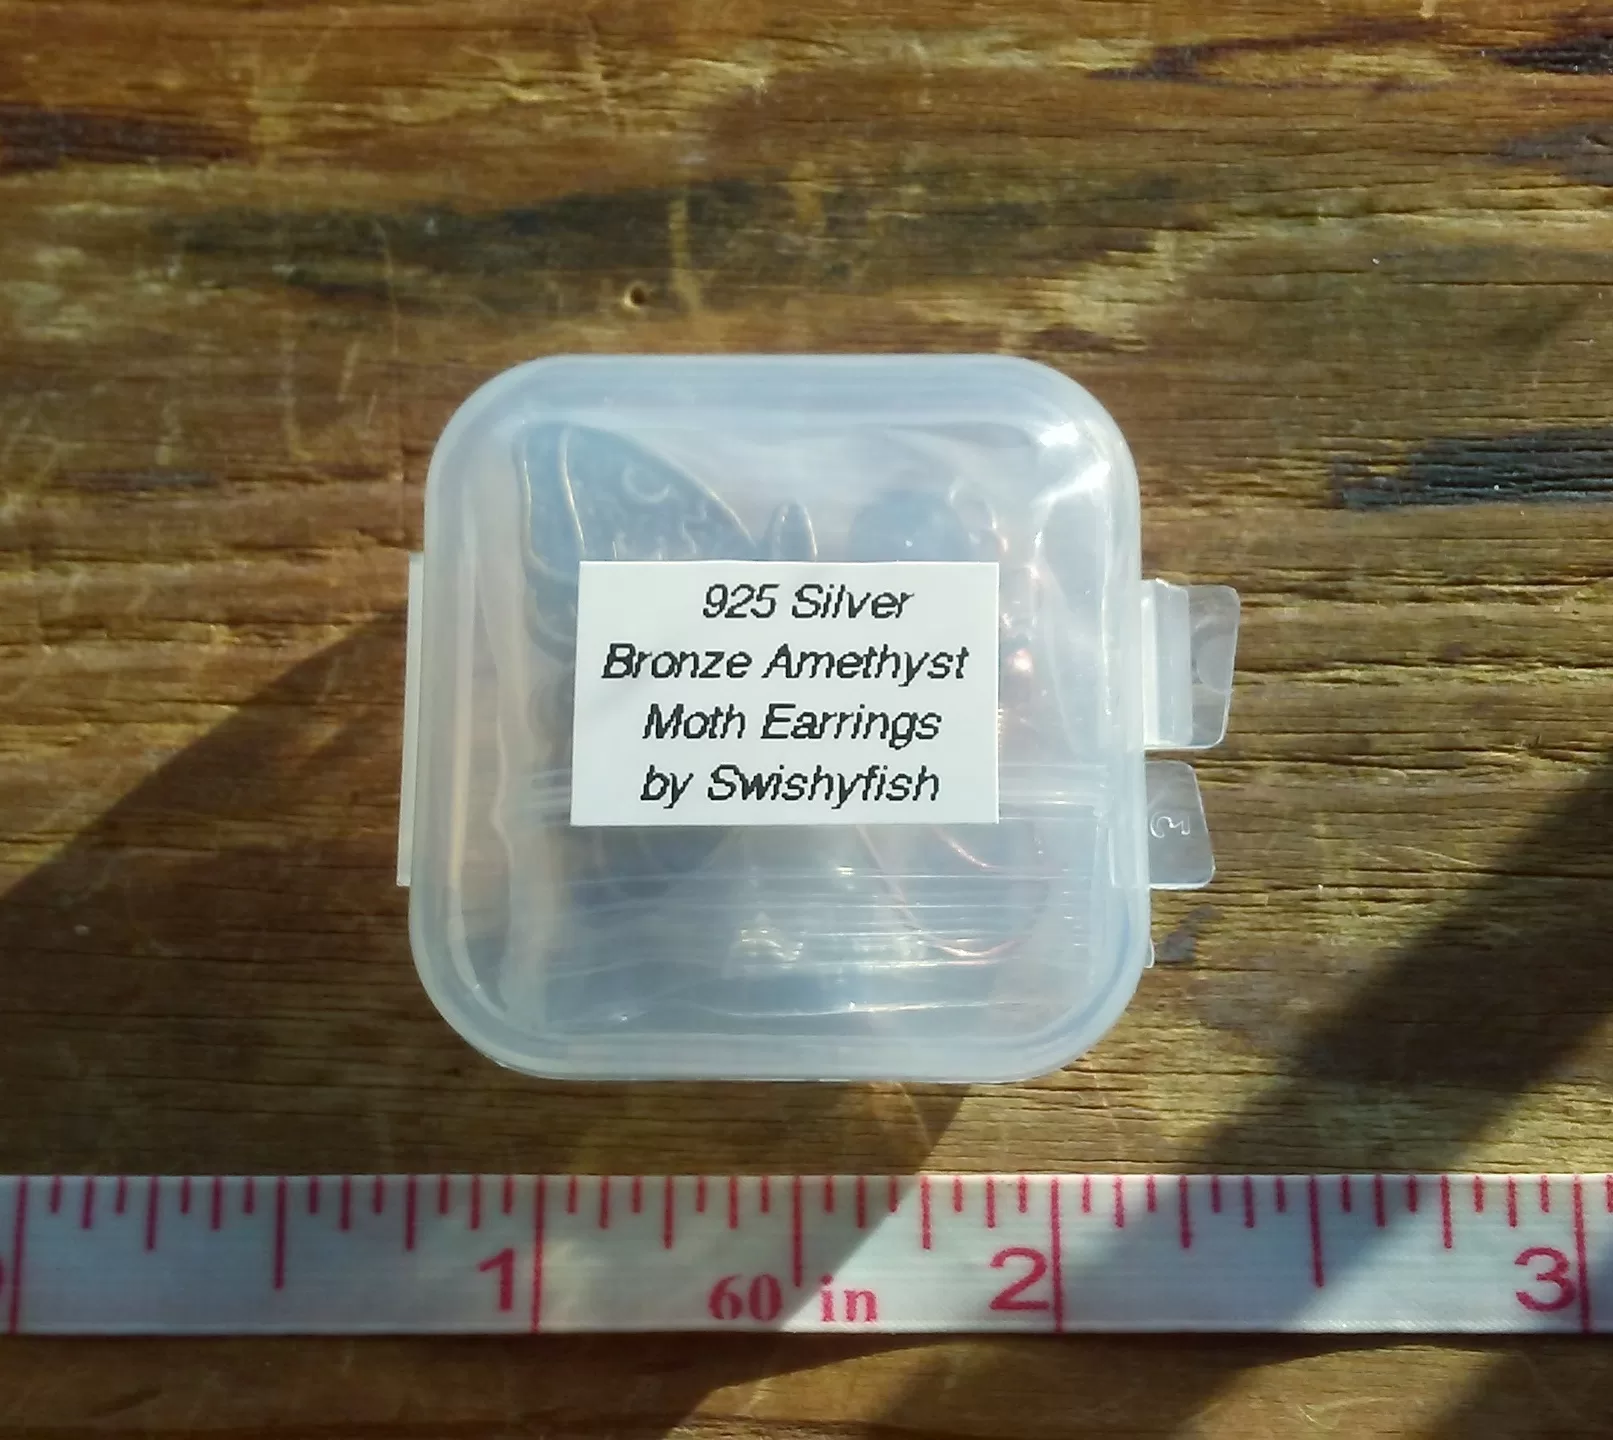 925 Silver
Bronze Amethyst
Moth Earrings
by Swishyfish
1 60 in 2 3